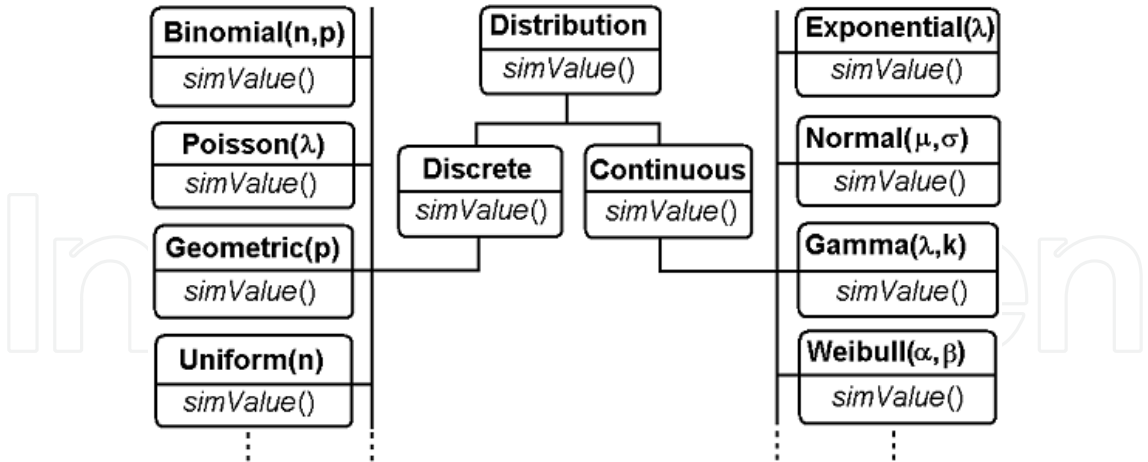 Binomial(n,p)
simValue()
Poisson(λ)
simValue()
Geometric(p)
simValue()
Uniform(n)
simValue()
Distribution
simValue()
Discrete
simValue()
Continuous
simValue()
Exponential(λ)
simValue()
Normal(μ,σ)
simValue()
Gamma(λ,k)
simValue()
Weibull(α,β)
simValue()